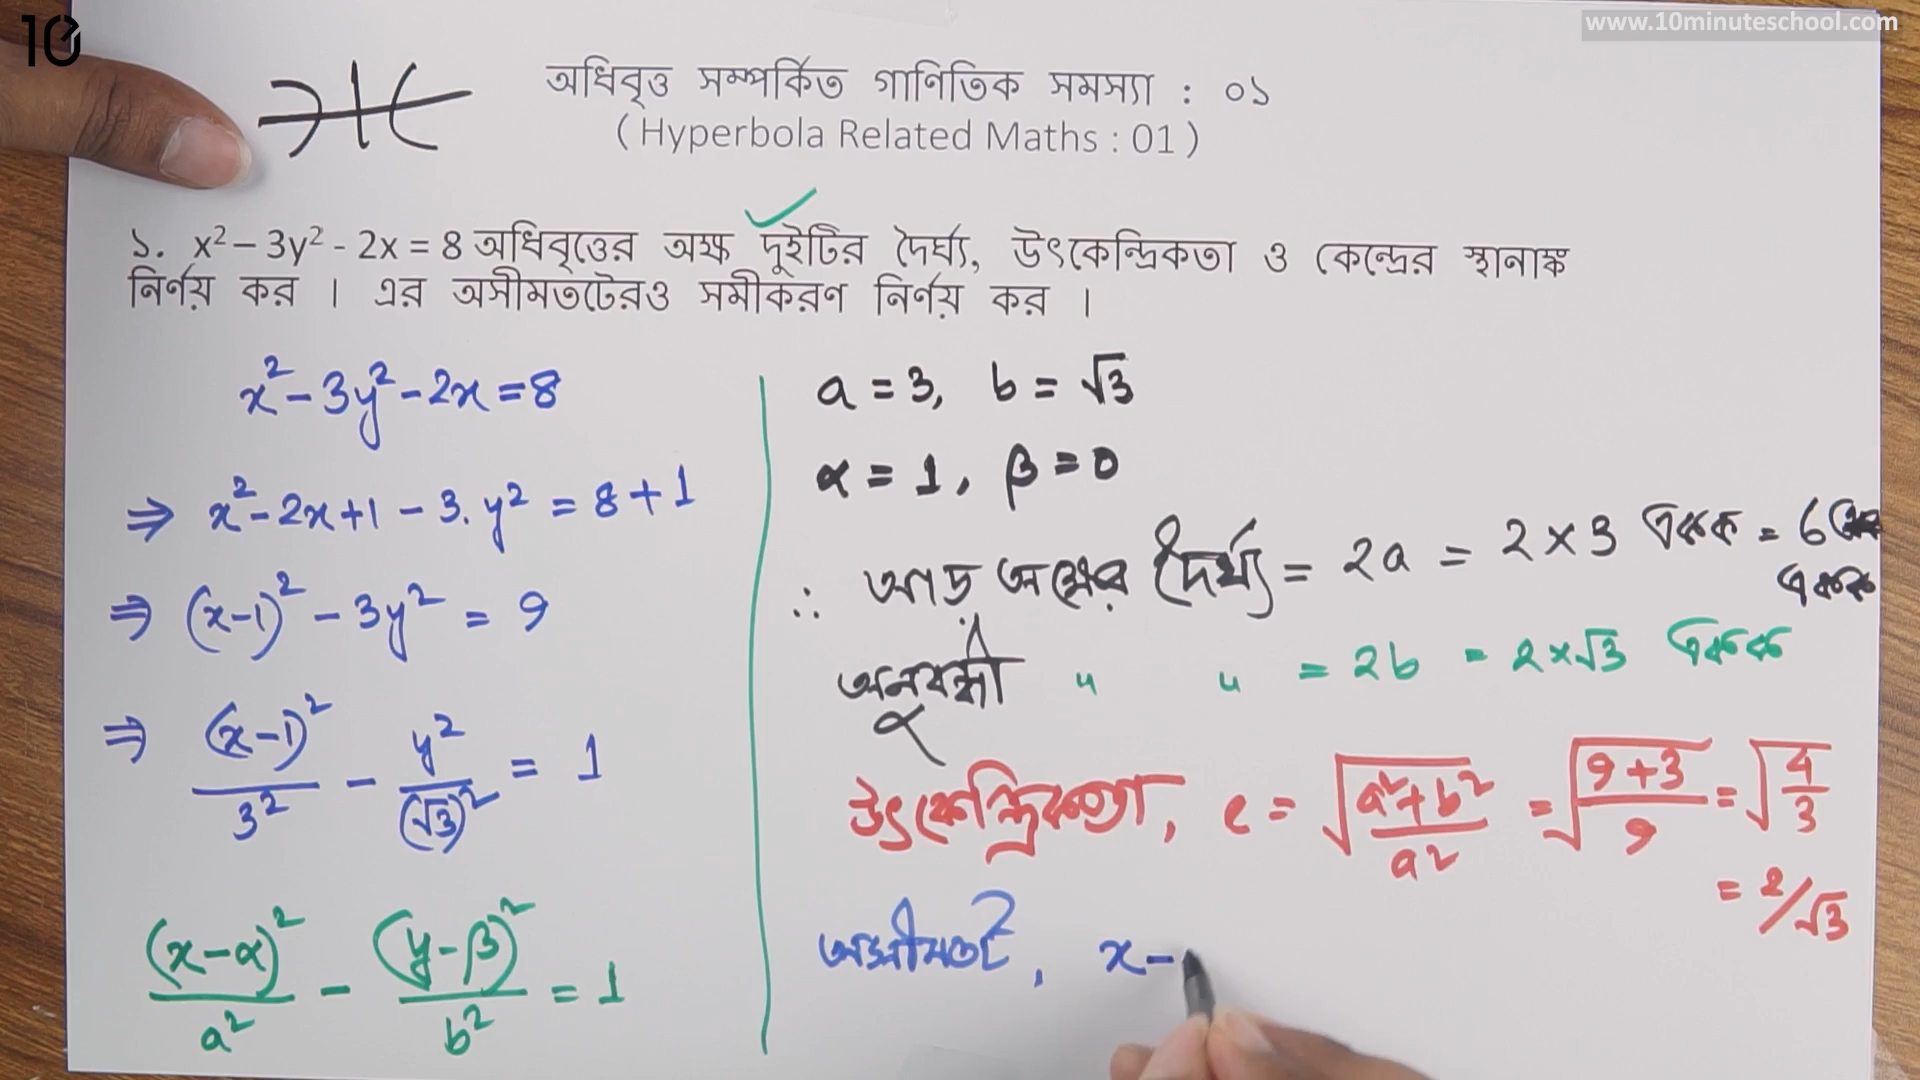 10
www.10minuteschool.com
অধিবৃত্ত সম্পর্কিত গাণিতিক সমস্যা : ০১
( Hyperbola Related Maths : 01 )
১. x² – 3y² - 2x = 8 অধিবৃত্তের অক্ষ দুইটির দৈর্ঘ্য, উৎকেন্দ্রিকতা ও কেন্দ্রের স্থানাঙ্ক
নির্ণয় কর । এর অসীমতটেরও সমীকরণ নির্ণয় কর ।
x² - 3y² - 2x = 8
⇒ x² - 2x + 1 - 3. y² = 8 + 1
⇒ (x-1)² - 3y² = 9
⇒ (x-1)²/3² - y²/(√3)² = 1
(x-α)²/a² - (y-β)²/b² = 1
a = 3, b = √3
α = 1, β = 0
∴ আড় অক্ষের দৈর্ঘ্য = 2a = 2 × 3 একক = 6
একক
অনুবন্ধী " " = 2b = 2×√3 একক
উৎকেন্দ্রিকতা, e = √(a²+b²/a²) = √(9+3/9) = √(4/3)
= 2/√3
অসীমতট, x -